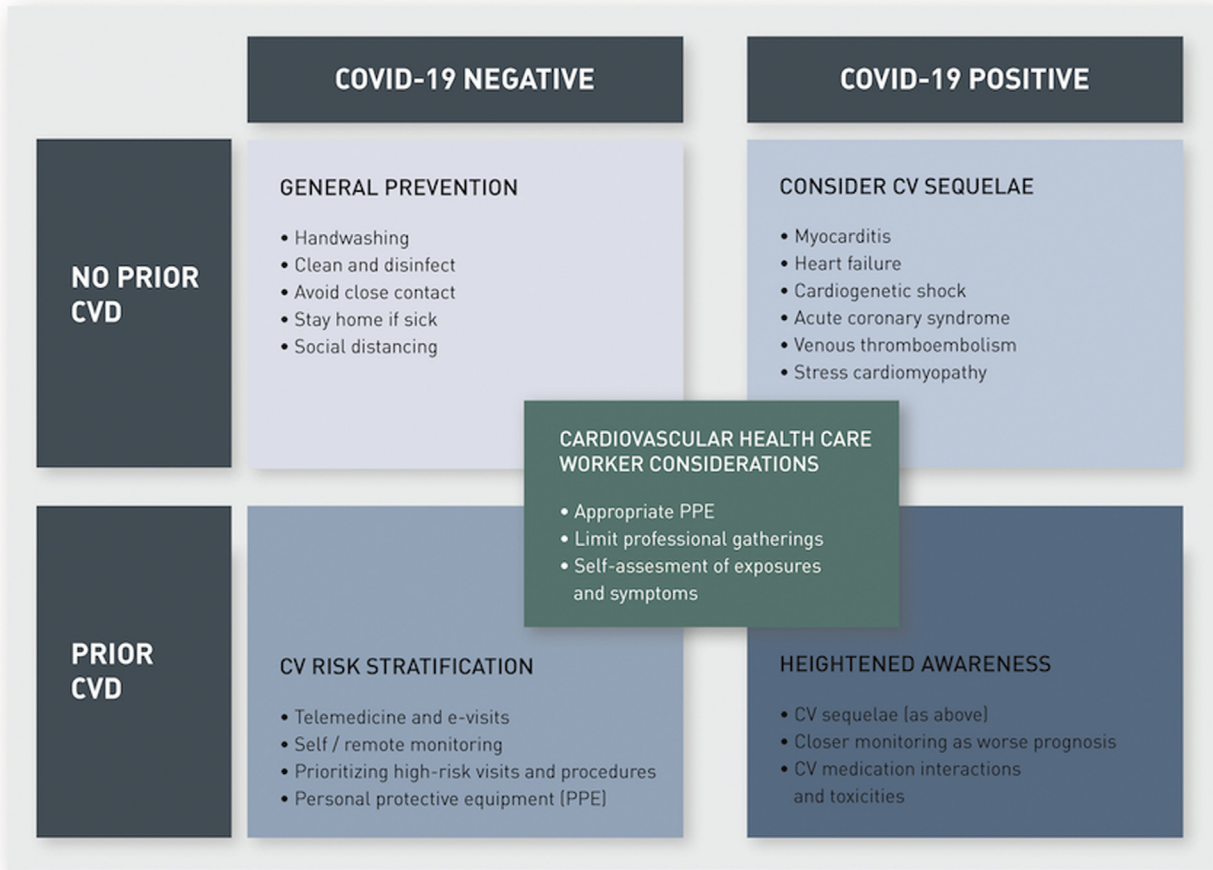 COVID-19 NEGATIVE
COVID-19 POSITIVE
NO PRIOR
CVD
GENERAL PREVENTION
• Handwashing
• Clean and disinfect
• Avoid close contact
• Stay home if sick
• Social distancing
CONSIDER CV SEQUELAE
• Myocarditis
• Heart failure
• Cardiogenetic shock
• Acute coronary syndrome
• Venous thromboembolism
• Stress cardiomyopathy
CARDIOVASCULAR HEALTH CARE
WORKER CONSIDERATIONS
• Appropriate PPE
• Limit professional gatherings
• Self-assesment of exposures
and symptoms
PRIOR
CVD
CV RISK STRATIFICATION
• Telemedicine and e-visits
• Self / remote monitoring
• Prioritizing high-risk visits and procedures
• Personal protective equipment (PPE)
HEIGHTENED AWARENESS
• CV sequelae (as above)
• Closer monitoring as worse prognosis
• CV medication interactions
and toxicities